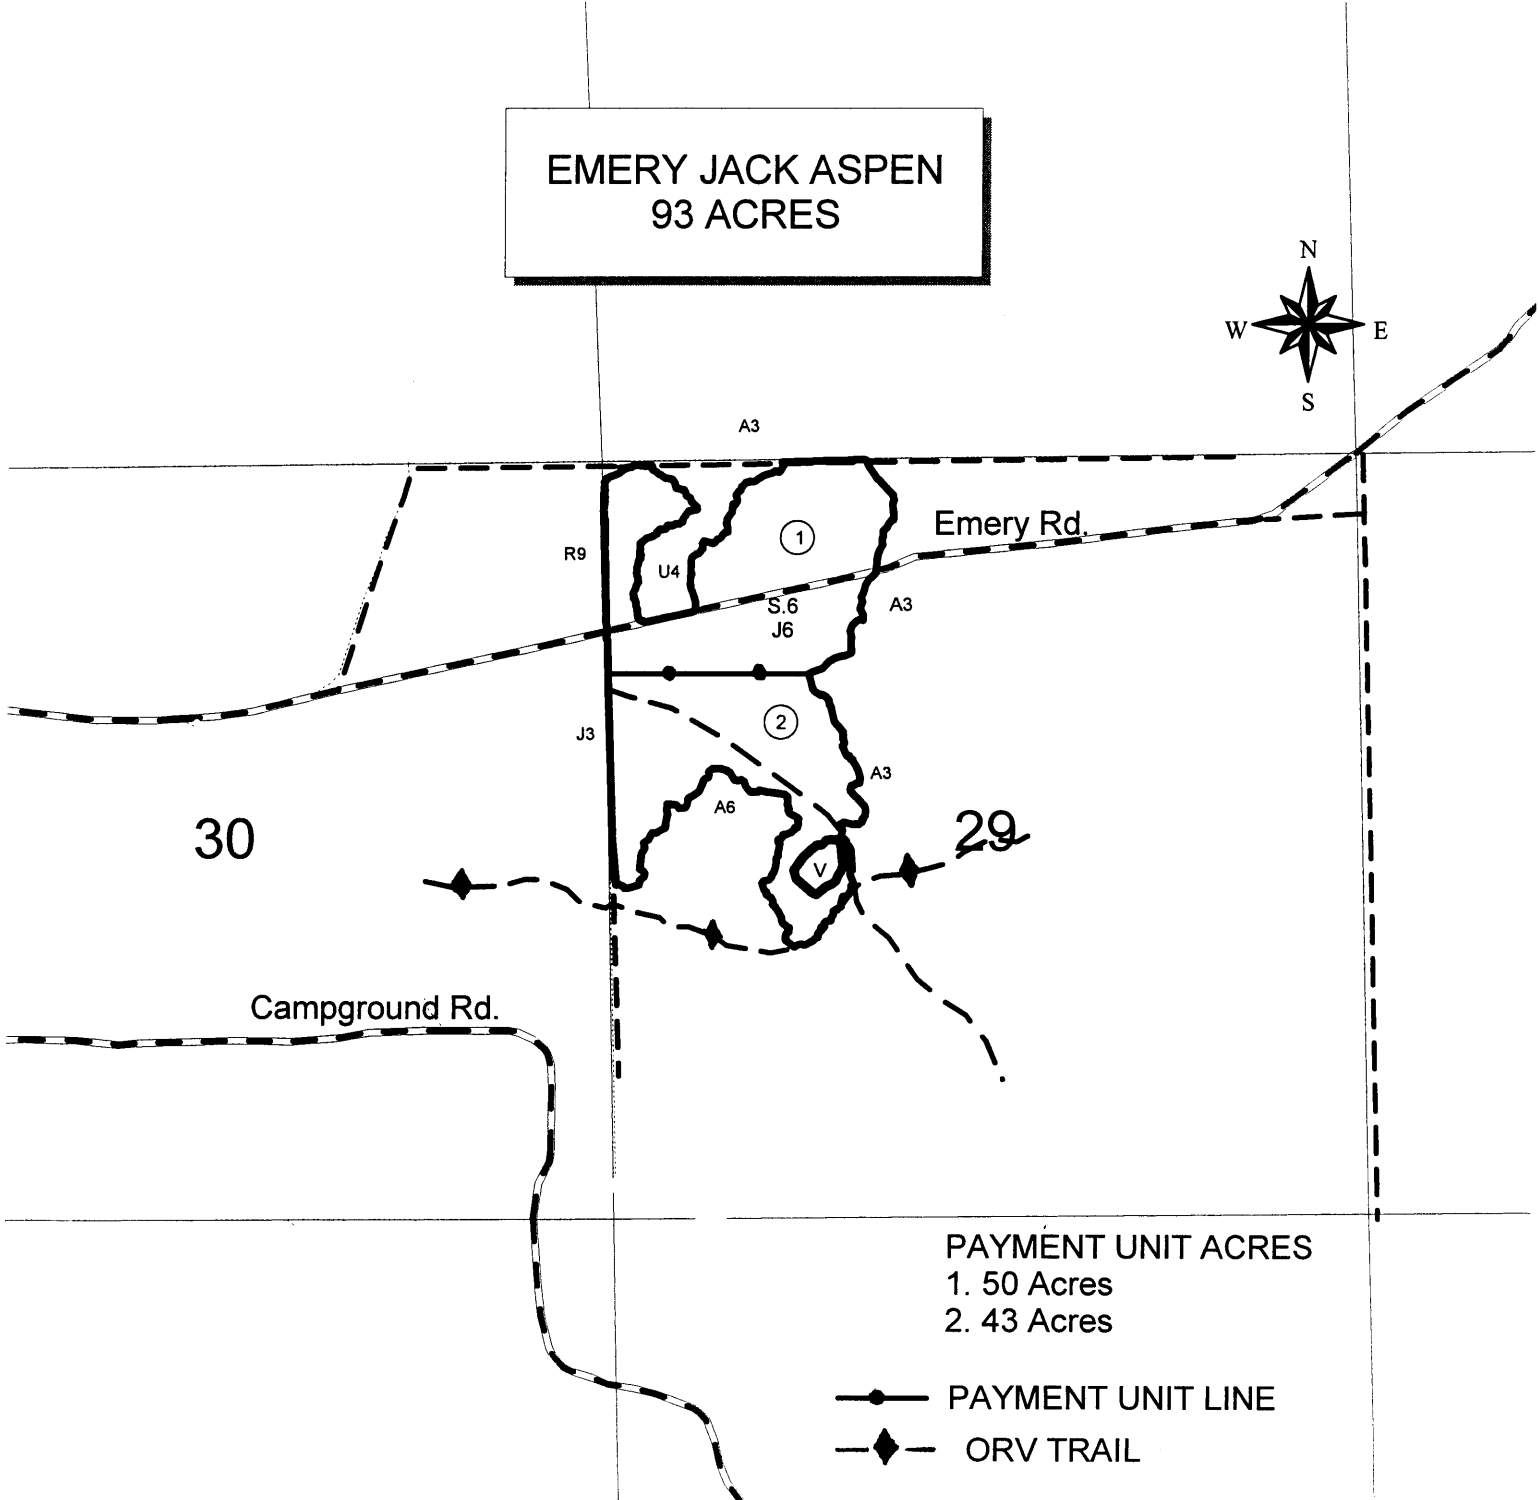 EMERY JACK ASPEN
93 ACRES
N
W
E
S
A3
Emery Rd.
1
R9
U4
S.6
A3
J6
2
J3
A3
A6
30
29
V
Campground Rd.
PAYMENT UNIT ACRES
1. 50 Acres
2. 43 Acres
PAYMENT UNIT LINE
ORV TRAIL